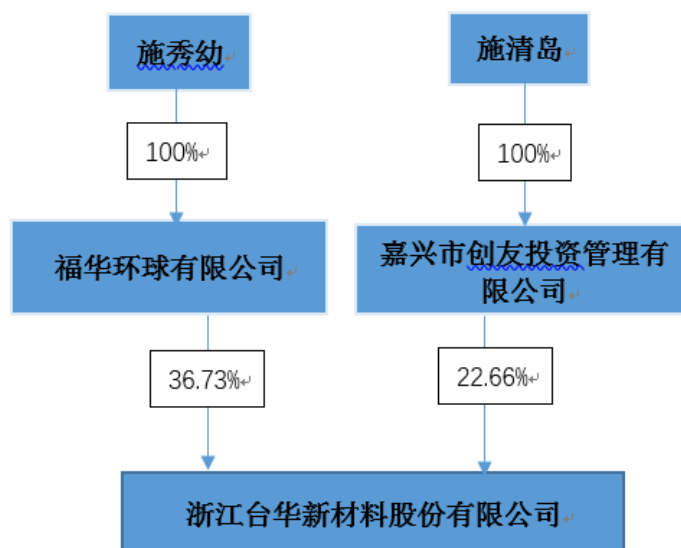 施秀幼
施清岛
100%
100%
福华环球有限公司
嘉兴市创友投资管理有
限公司
36.73%
22.66%
浙江台华新材料股份有限公司